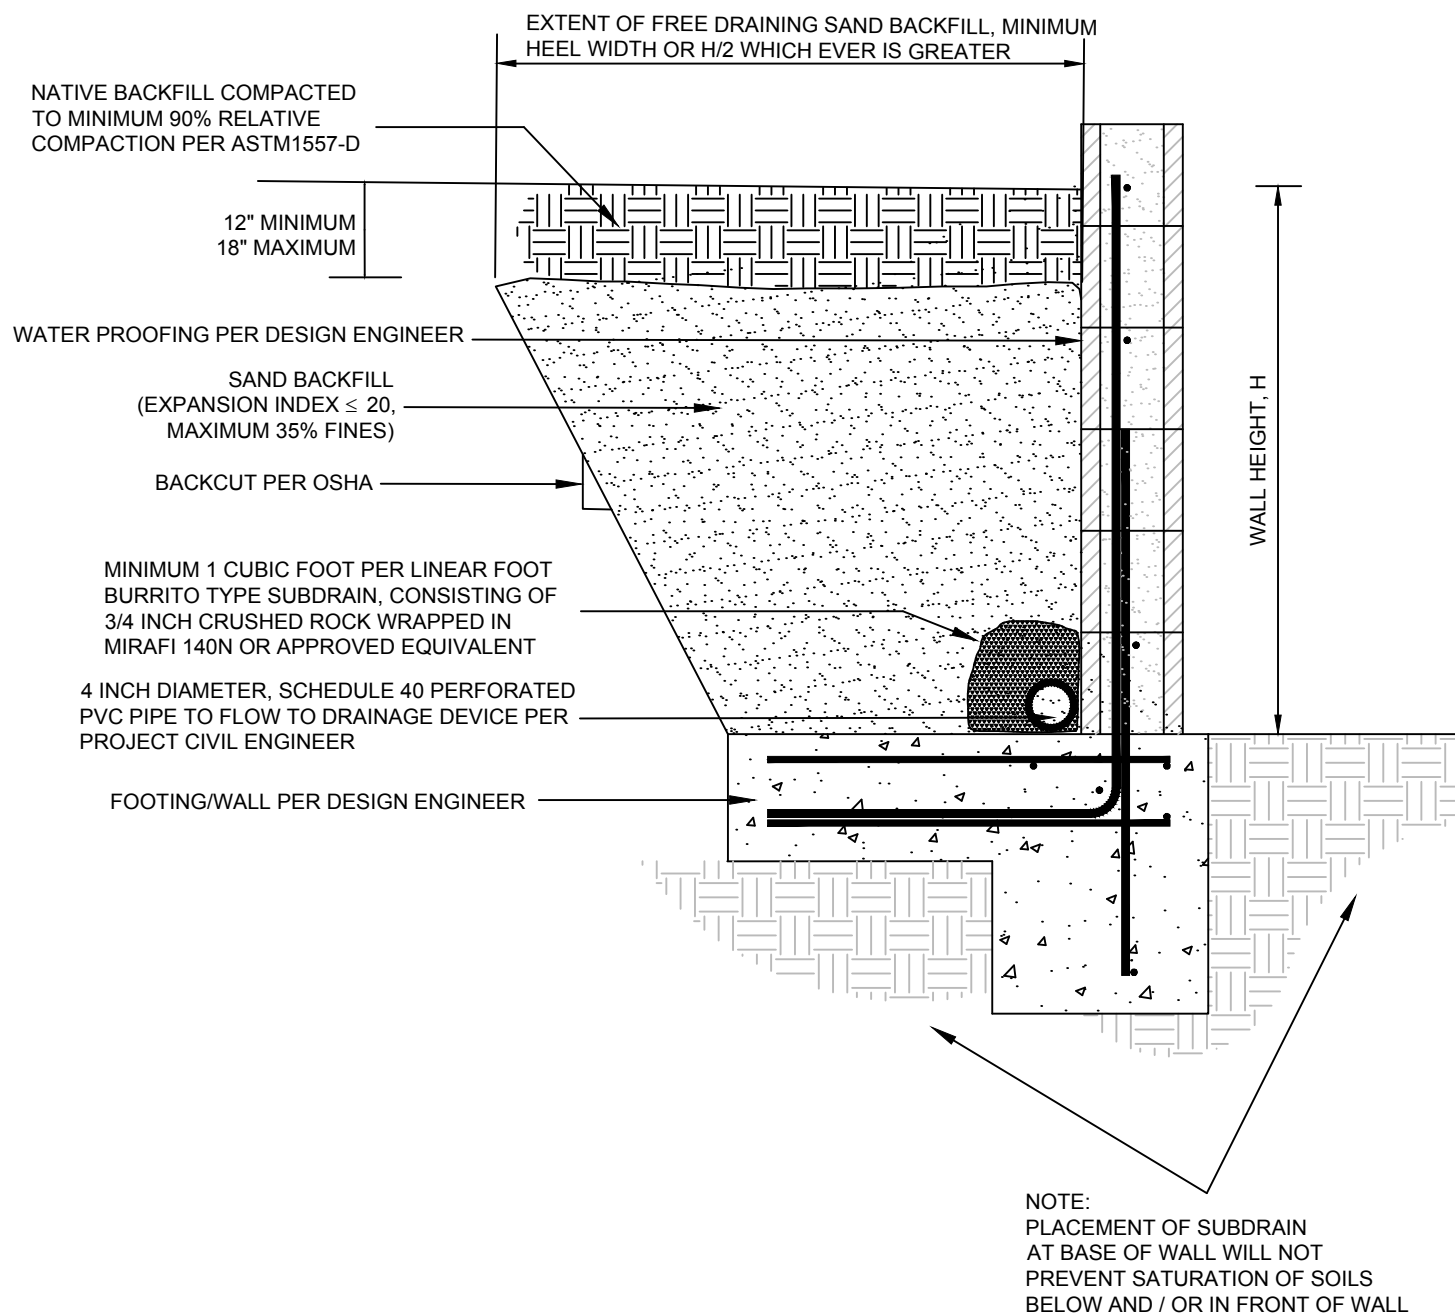 EXTENT OF FREE DRAINING SAND BACKFILL, MINIMUM
HEEL WIDTH OR H/2 WHICH EVER IS GREATER
NATIVE BACKFILL COMPACTED
TO MINIMUM 90% RELATIVE
COMPACTION PER ASTM1557-D
12" MINIMUM
18" MAXIMUM
WATER PROOFING PER DESIGN ENGINEER
SAND BACKFILL
(EXPANSION INDEX ≤ 20,
MAXIMUM 35% FINES)
WALL HEIGHT, H
BACKCUT PER OSHA
MINIMUM 1 CUBIC FOOT PER LINEAR FOOT
BURRITO TYPE SUBDRAIN, CONSISTING OF
3/4 INCH CRUSHED ROCK WRAPPED IN
MIRAFI 140N OR APPROVED EQUIVALENT
4 INCH DIAMETER, SCHEDULE 40 PERFORATED
PVC PIPE TO FLOW TO DRAINAGE DEVICE PER
PROJECT CIVIL ENGINEER
FOOTING/WALL PER DESIGN ENGINEER
NOTE:
PLACEMENT OF SUBDRAIN
AT BASE OF WALL WILL NOT
PREVENT SATURATION OF SOILS
BELOW AND / OR IN FRONT OF WALL